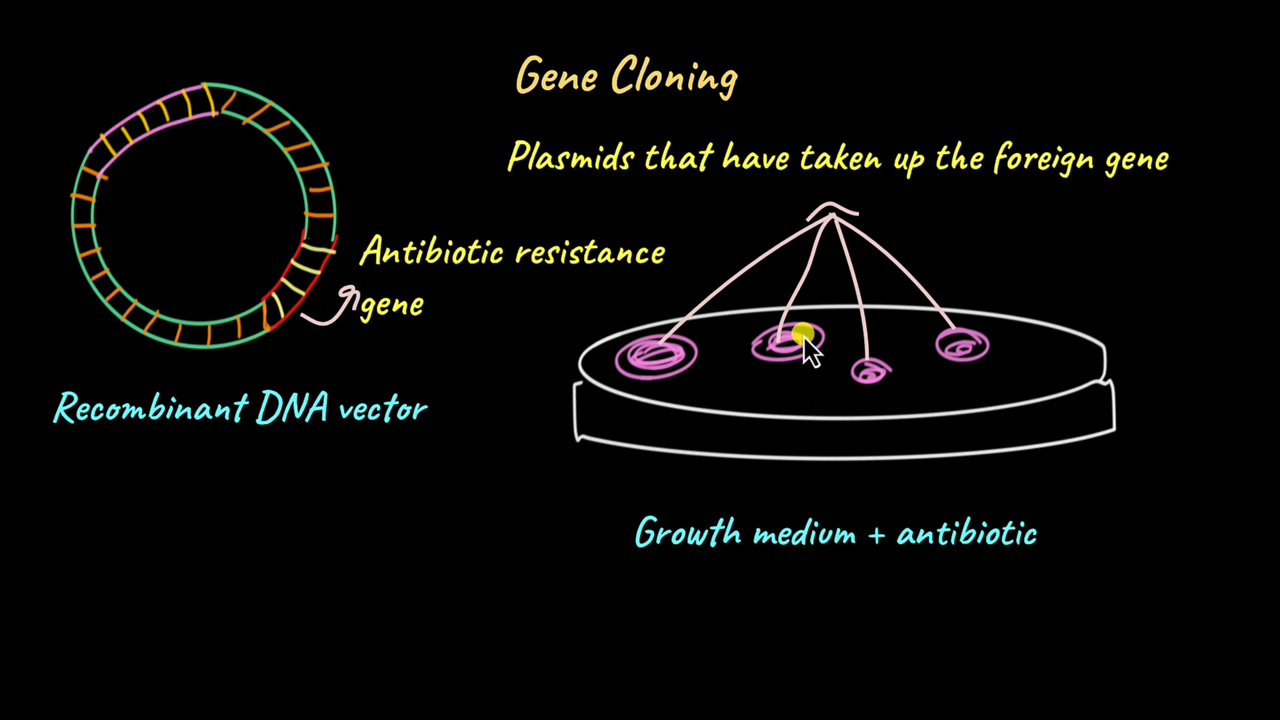 Gene Cloning
Plasmids that have taken up the foreign gene
Antibiotic resistance
gene
Recombinant DNA vector
Growth medium + antibiotic